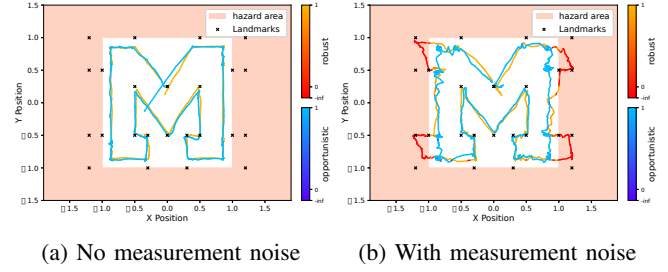 hazard area
Landmarks
1.5
1.0
0.5
0.0
0.5
1.0
1.5
Y Position
1.5 1.0 0.5 0.0 0.5 1.0 1.5
X Position
1
0
-inf
robust
1
0
-inf
opportunistic
hazard area
Landmarks
1.5
1.0
0.5
0.0
0.5
1.0
1.5
Y Position
1.5 1.0 0.5 0.0 0.5 1.0 1.5
X Position
1
0
-inf
robust
1
0
-inf
opportunistic
(a) No measurement noise
(b) With measurement noise